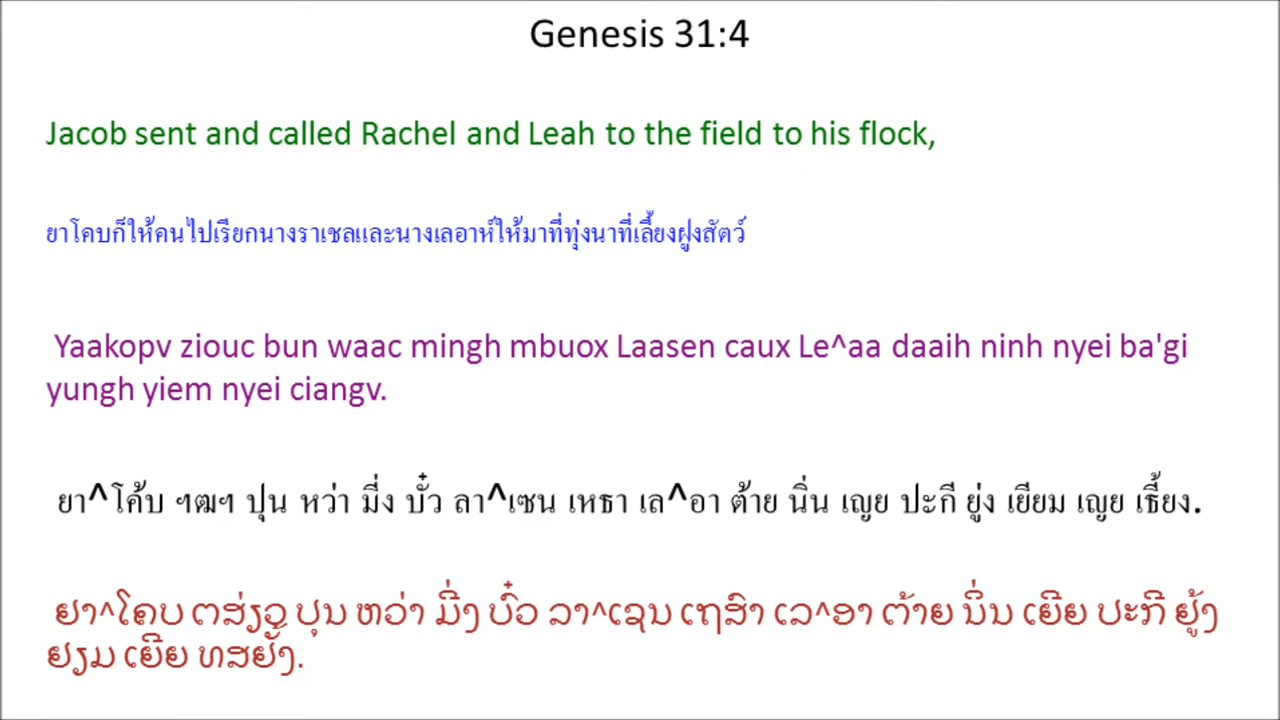 Genesis 31:4
Jacob sent and called Rachel and Leah to the field to his flock,
ยาโคบก็ให้คนไปเรียกนางราเชลและนางเลอาห์ให้มาที่ทุ่งนาที่เลี้ยงฝูงสัตว์
Yaakopv ziouc bun waac mingh mbuox Laasen caux Le^aa daaih ninh nyei ba'gi
yungh yiem nyei ciangv.
ยา^โค้บ ฯฒฯ ปุน หว่า มี่ง บั๋ว ลา^เซน เหธา เล^อา ต้าย นิ่น เญย ปะกี ยู่ง เยียม เญย เธี้ยง.
ຢາ^ໂຄບ ຕສ່ຽວ ປຸນ ຫວ່າ ມີ່ງ ບົ໋ວ ລາ^ເຊນ ເຖສົາ ເລ^ອາ ຕ້າຍ ນິ່ນ ເຍີຍ ປະກີ ຢູ້ງ
ຢຽມ ເຍີຍ ທສຢັ້ງ.